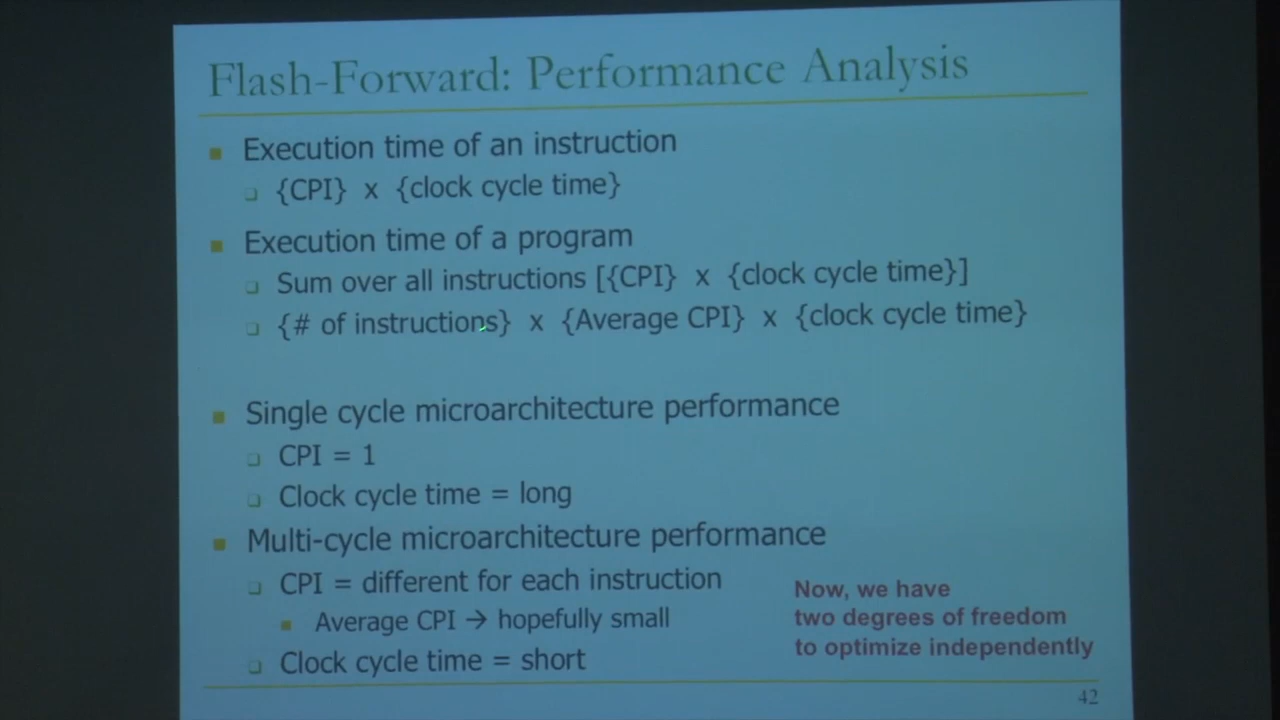 Flash-Forward: Performance Analysis
Execution time of an instruction
{CPI} x {clock cycle time}
Execution time of a program
Sum over all instructions [{CPI} x {clock cycle time}]
{# of instructions} x {Average CPI} x {clock cycle time}
Single cycle microarchitecture performance
CPI = 1
Clock cycle time = long
Multi-cycle microarchitecture performance
CPI = different for each instruction
Average CPI → hopefully small
Clock cycle time = short
Now, we have
two degrees of freedom
to optimize independently
42